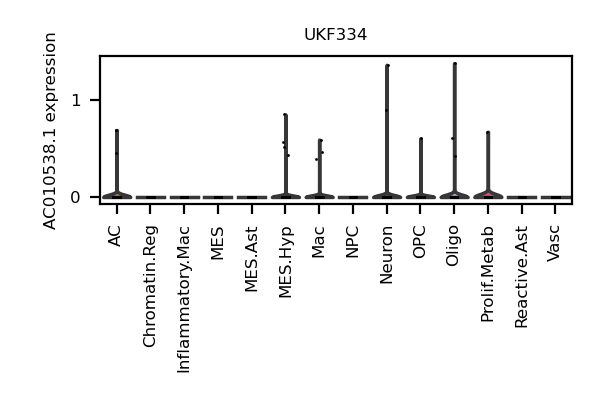 UKF334
AC010538.1 expression
1
0
AC
Chromatin.Reg
Inflammatory.Mac
MES
MES.Ast
MES.Hyp
Mac
NPC
Neuron
OPC
Oligo
Prolif.Metab
Reactive.Ast
Vasc